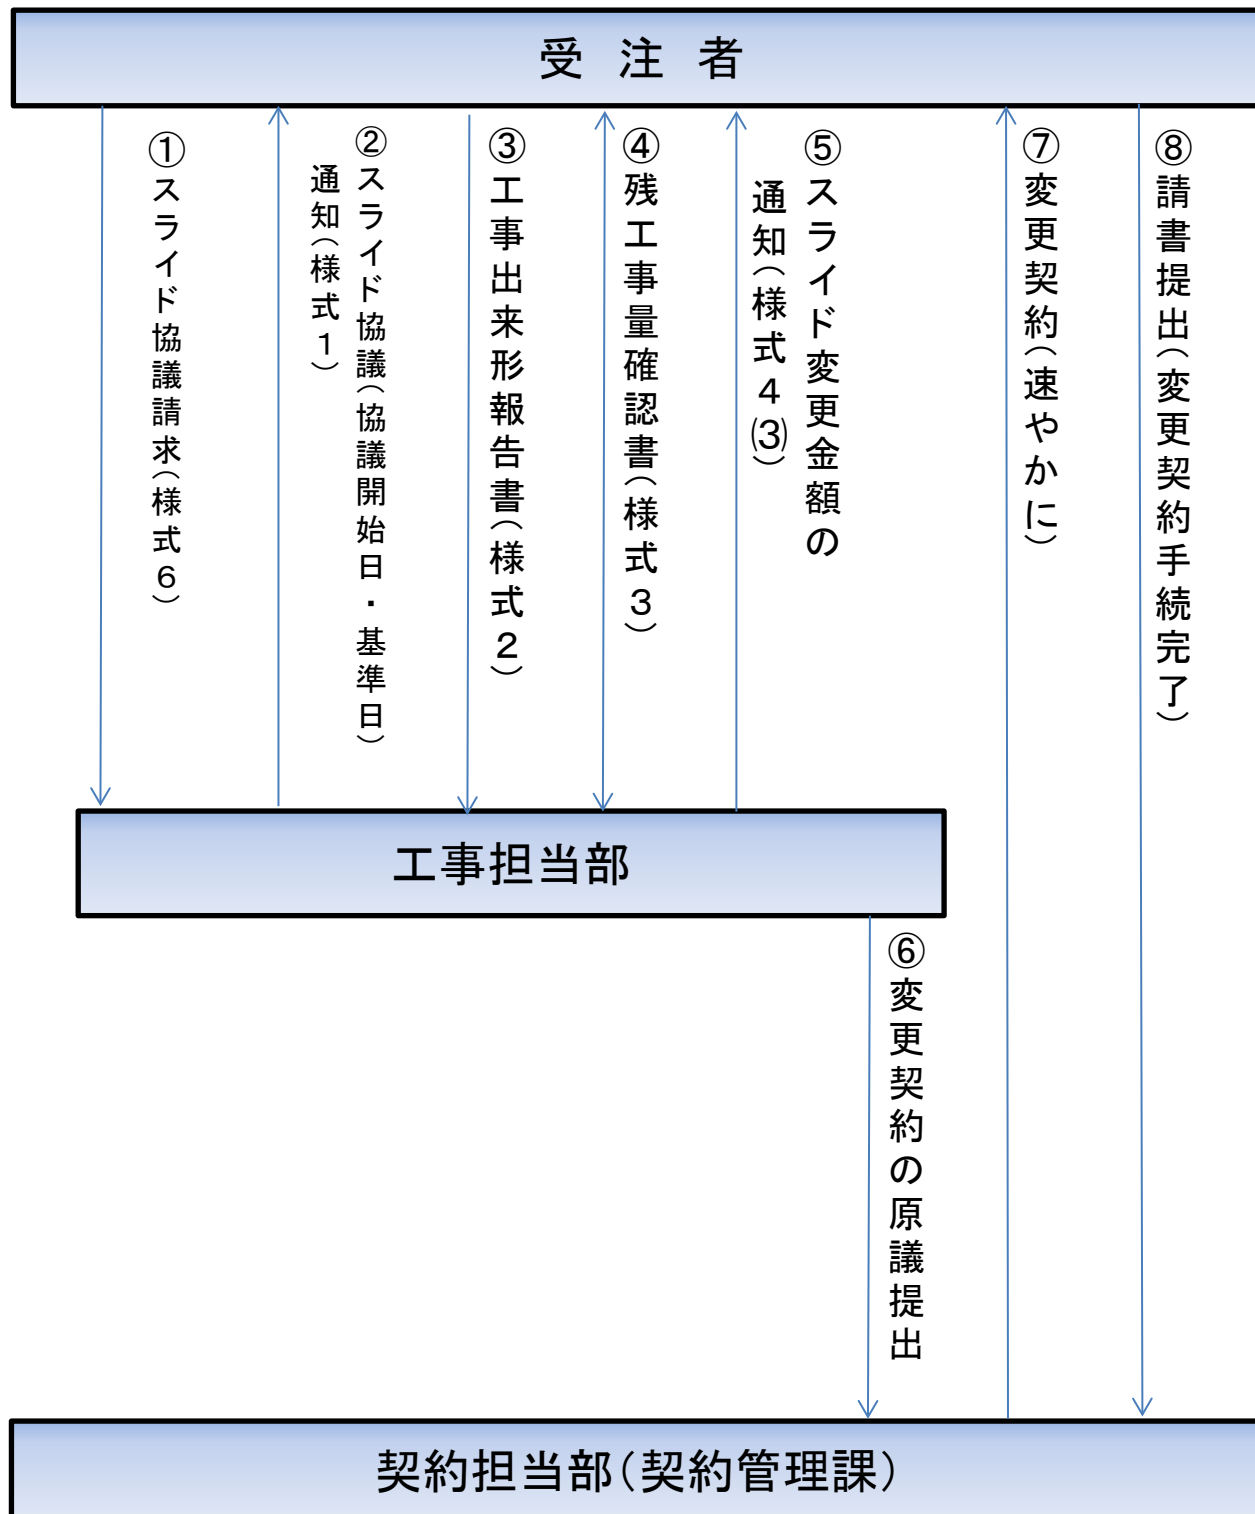 受 注 者
①スライド協議請求（様式６）
②スライド協議（協議開始日・基準日）
通知（様式１）
③工事出来形報告書（様式２）
④残工事量確認書（様式３）
⑤スライド変更金額の
通知（様式４⑶）
⑦変更契約（速やかに）
⑧請書提出（変更契約手続完了）
工事担当部
⑥変更契約の原議提出
契約担当部（契約管理課）